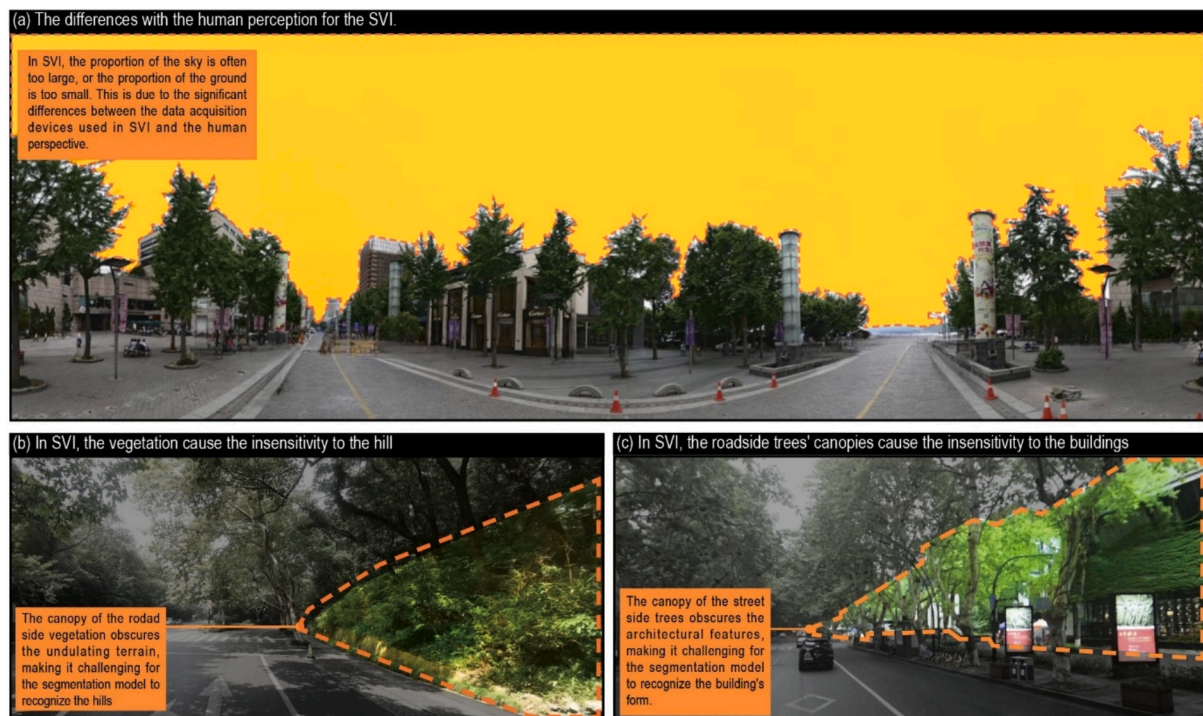 (a) The differences with the human perception for the SVI.
In SVI, the proportion of the sky is often
too large, or the proportion of the ground
is too small. This is due to the significant
differences between the data acquisition
devices used in SVI and the human
perspective.
(b) In SVI, the vegetation cause the insensitivity to the hill
The canopy of the rodad
side vegetation obscures
the undulating terrain,
making it challenging for
the segmentation model to
recognize the hills
(c) In SVI, the roadside trees' canopies cause the insensitivity to the buildings
The canopy of the street
side trees obscures the
architectural features,
making it challenging for
the segmentation model
to recognize the building's
form.